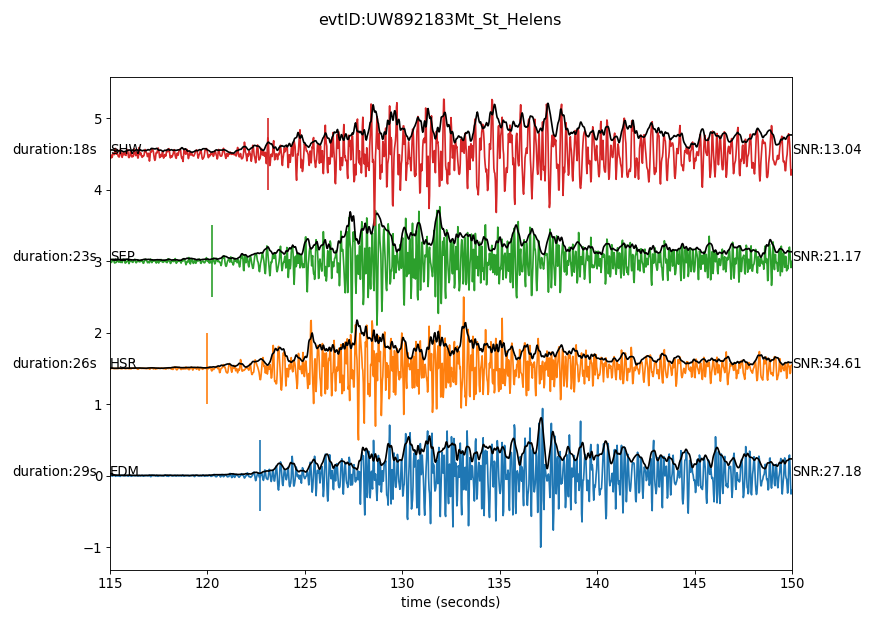 evtID:UW892183Mt_St_Helens
5
duration:18s SHW SNR:13.04
4
duration:23s SEP SNR:21.17
3
2
duration:26s HSR SNR:34.61
1
duration:29s EDM SNR:27.18
0
−1
115 120 125 130 135 140 145 150
time (seconds)